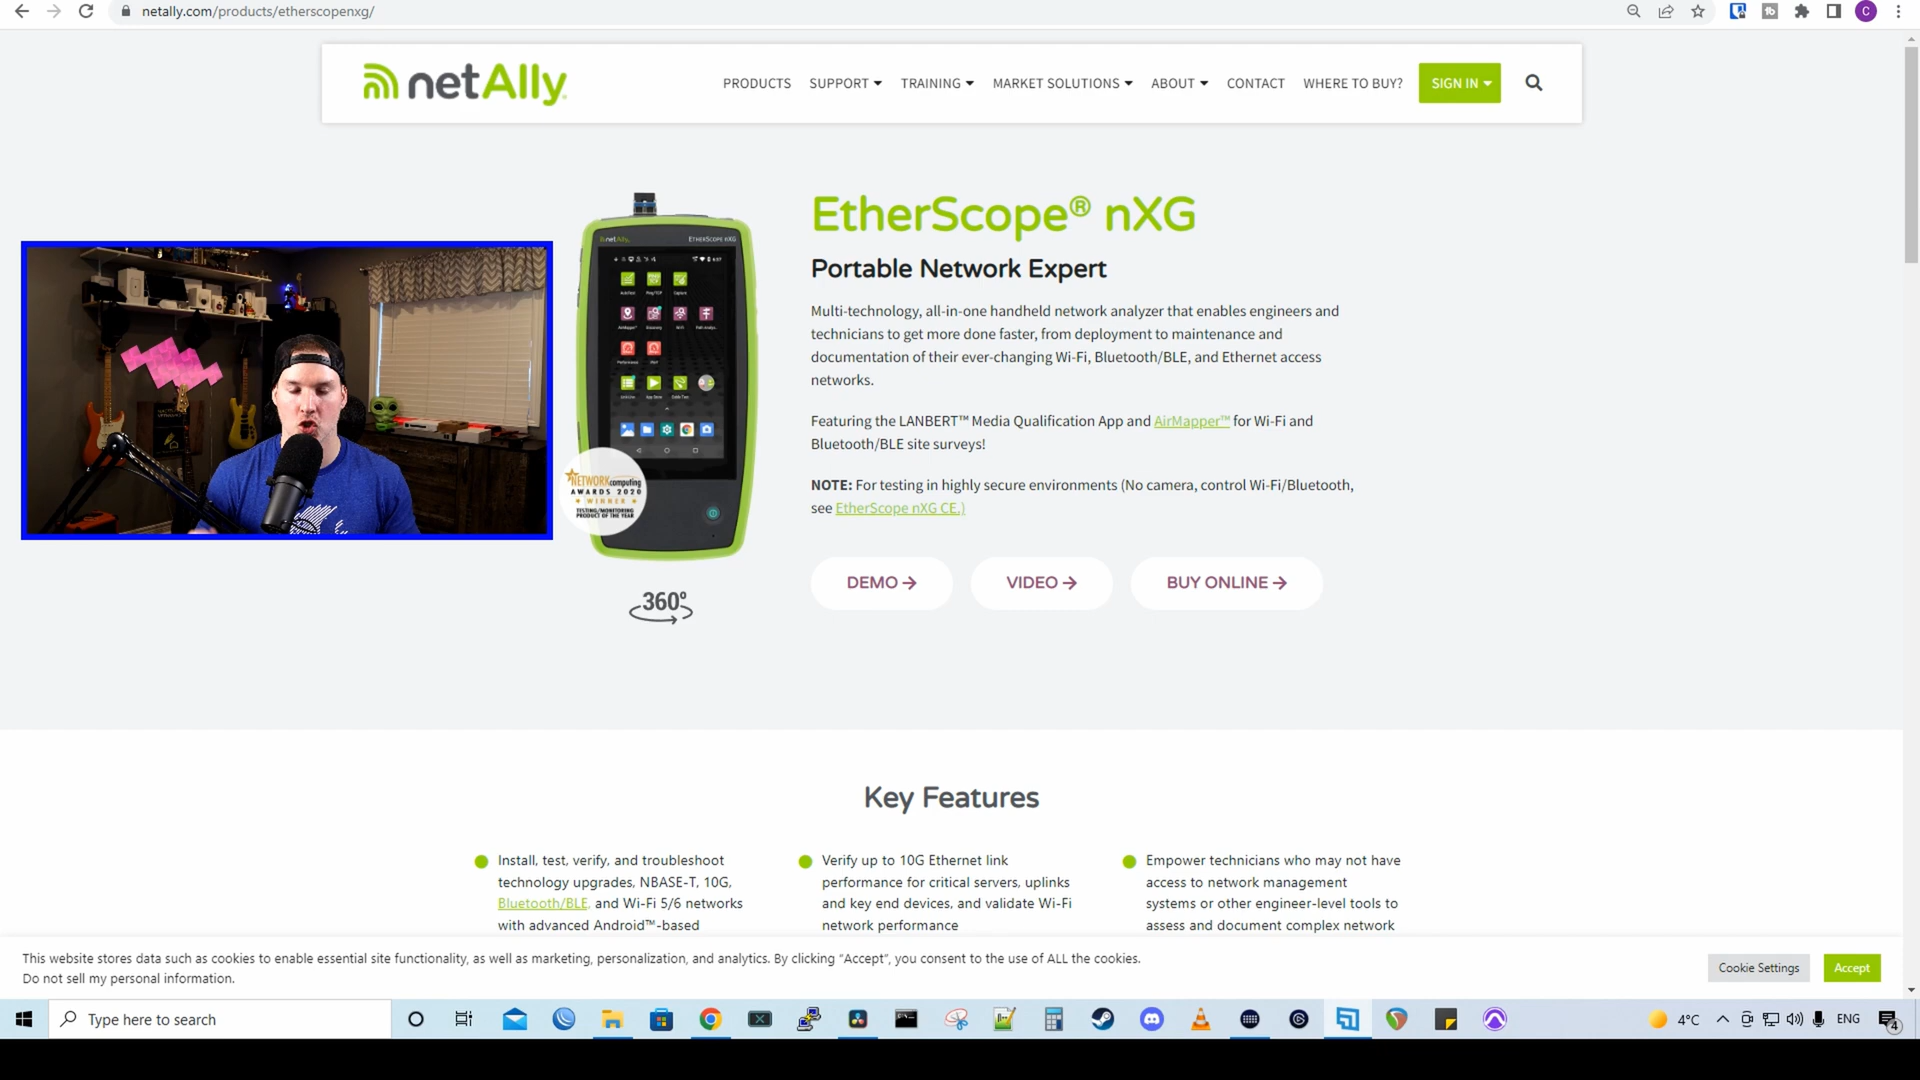 netally.com/products/etherscopenxg/
C
netAlly
PRODUCTS SUPPORT TRAINING MARKET SOLUTIONS ABOUT CONTACT WHERE TO BUY? SIGN IN
EtherScope® nXG
Portable Network Expert
Multi-technology, all-in-one handheld network analyzer that enables engineers and
technicians to get more done faster, from deployment to maintenance and
documentation of their ever-changing Wi-Fi, Bluetooth/BLE, and Ethernet access
networks.
Featuring the LANBERT™ Media Qualification App and AirMapper™ for Wi-Fi and
Bluetooth/BLE site surveys!
NOTE: For testing in highly secure environments (No camera, control Wi-Fi/Bluetooth,
see EtherScope nXG CE.)
DEMO → VIDEO → BUY ONLINE →
netAlly ETHERSCOPE nXG
NETWORKcomputing
AWARDS 2020
WINNER
TESTING/MONITORING
PRODUCT OF THE YEAR
360°
Key Features
Install, test, verify, and troubleshoot
technology upgrades, NBASE-T, 10G,
Bluetooth/BLE, and Wi-Fi 5/6 networks
with advanced Android™-based
Verify up to 10G Ethernet link
performance for critical servers, uplinks
and key end devices, and validate Wi-Fi
network performance
Empower technicians who may not have
access to network management
systems or other engineer-level tools to
assess and document complex network
This website stores data such as cookies to enable essential site functionality, as well as marketing, personalization, and analytics. By clicking “Accept”, you consent to the use of ALL the cookies.
Do not sell my personal information.
Cookie Settings Accept
Type here to search
4°C ENG 4